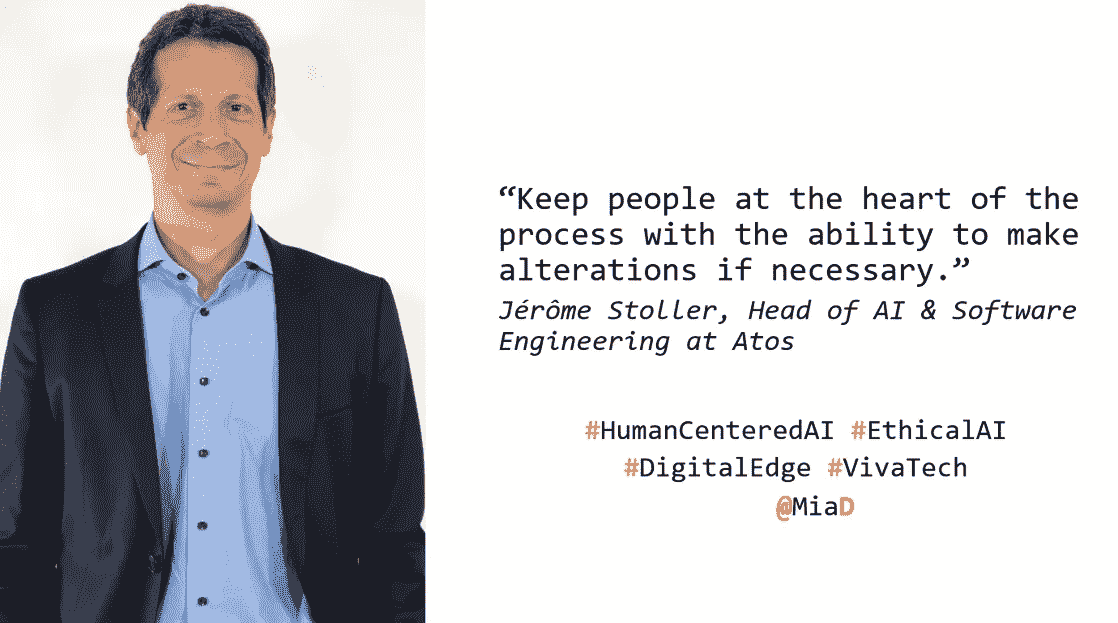 “Keep people at the heart of the
process with the ability to make
alterations if necessary.”
Jérôme Stoller, Head of AI & Software
Engineering at Atos
#HumanCenteredAI #EthicalAI
#DigitalEdge #VivaTech
@MiaD